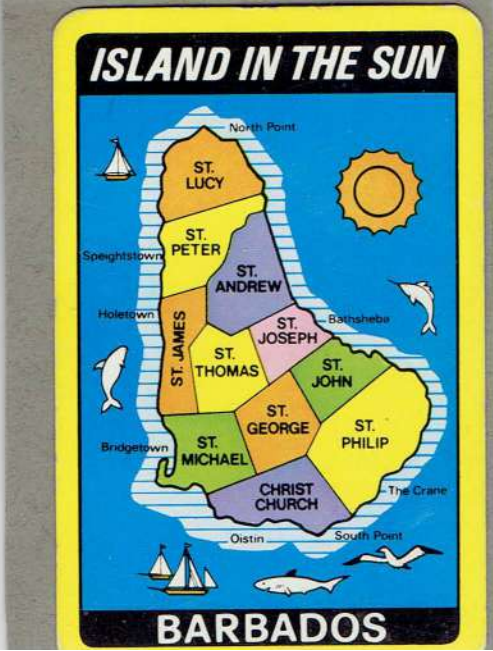 ISLAND IN THE SUN
North Point
ST.
LUCY
ST.
PETER
Speightstown
ST.
ANDREW
Holetown
ST. JAMES
ST.
JOSEPH
Bathsheba
ST.
THOMAS
ST.
JOHN
ST.
GEORGE
ST.
PHILIP
Bridgetown
ST.
MICHAEL
CHRIST
CHURCH
The Crane
Oistin
South Point
BARBADOS